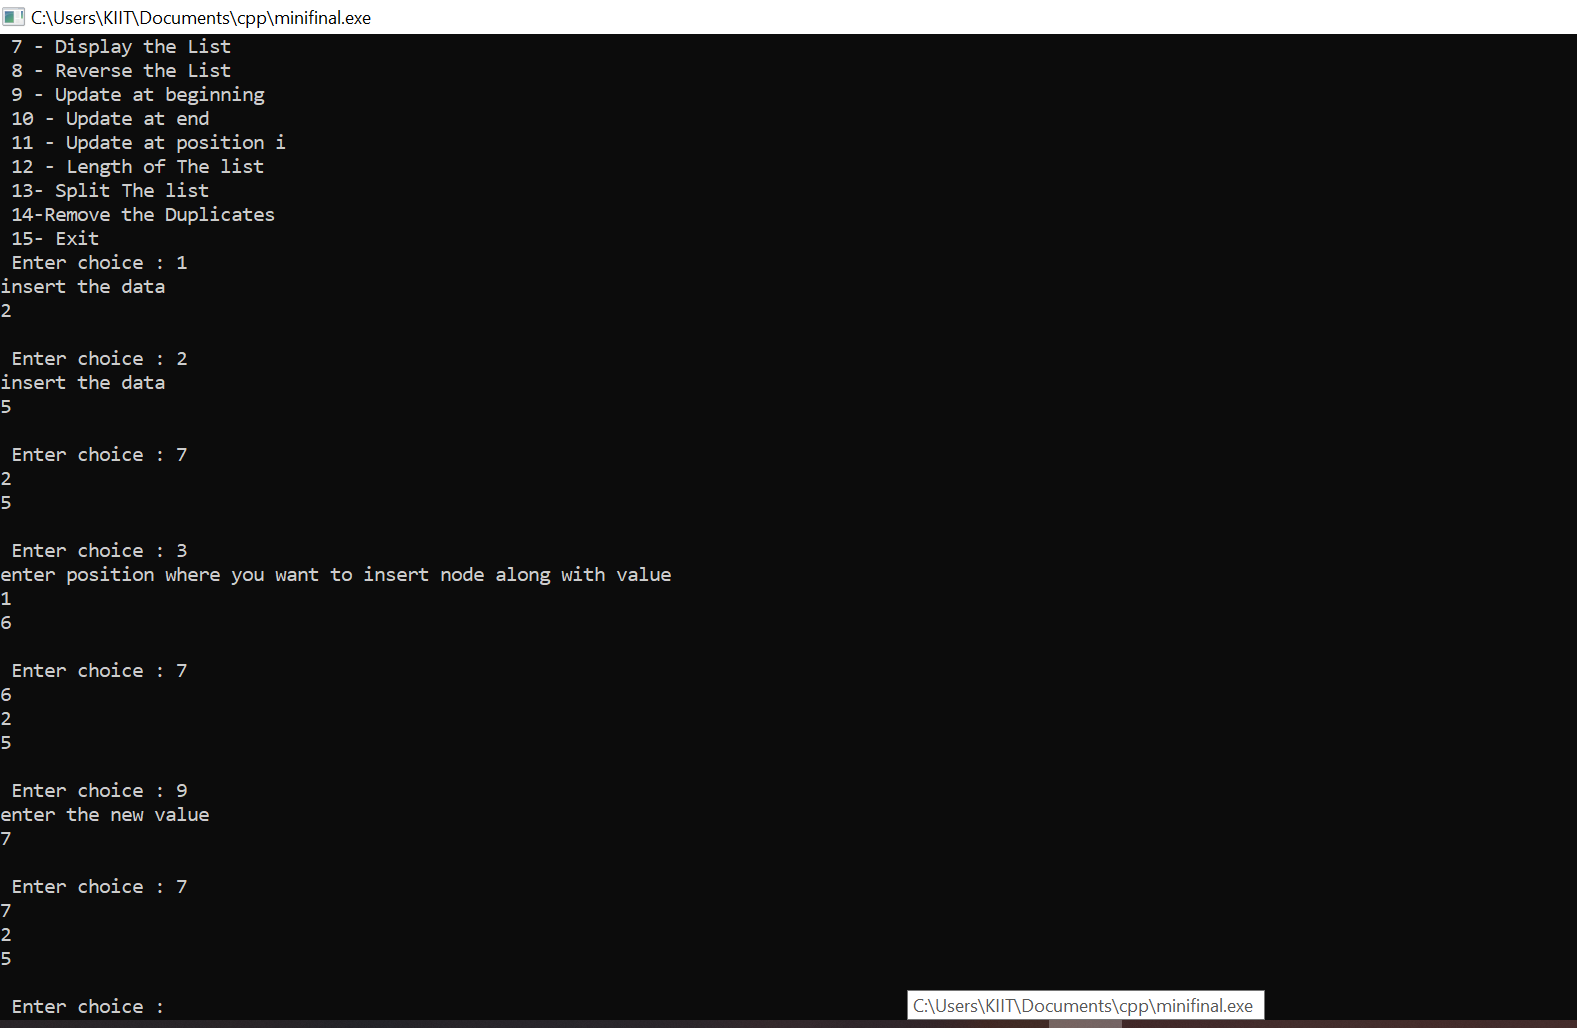 C:\Users\KIIT\Documents\cpp\minifinal.exe
7 - Display the List
8 - Reverse the List
9 - Update at beginning
10 - Update at end
11 - Update at position i
12 - Length of The list
13- Split The list
14-Remove the Duplicates
15- Exit
Enter choice : 1
insert the data
2
Enter choice : 2
insert the data
5
Enter choice : 7
2
5
Enter choice : 3
enter position where you want to insert node along with value
1
6
Enter choice : 7
6
2
5
Enter choice : 9
enter the new value
7
Enter choice : 7
7
2
5
Enter choice :
C:\Users\KIIT\Documents\cpp\minifinal.exe